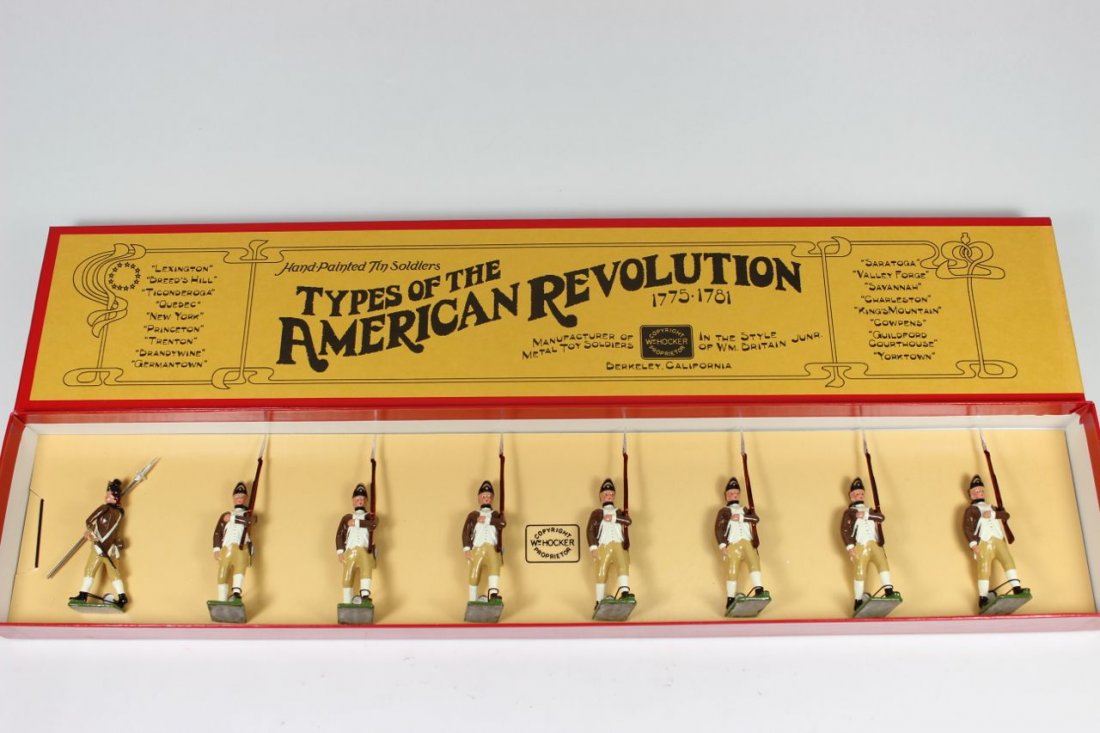 "LEXINGTON"
"BREED'S HILL"
"TICONDEROGA"
"QUEBEC"
"NEW YORK"
"PRINCETON"
"TRENTON"
"BRANDYWINE"
"GERMANTOWN"
Hand-Painted Tin Soldiers
TYPES OF THE
AMERICAN REVOLUTION
1775-1781
MANUFACTURER OF
METAL TOY SOLDIERS
COPYRIGHT
WM HOCKER
PROPRIETOR
IN THE STYLE
OF WM. BRITAIN JUNR.
BERKELEY, CALIFORNIA
"SARATOGA"
"VALLEY FORGE"
"SAVANNAH"
"CHARLESTON"
"KING'S MOUNTAIN"
"COWPENS"
"GUILFORD
COURTHOUSE"
"YORKTOWN"
COPYRIGHT
WM HOCKER
PROPRIETOR